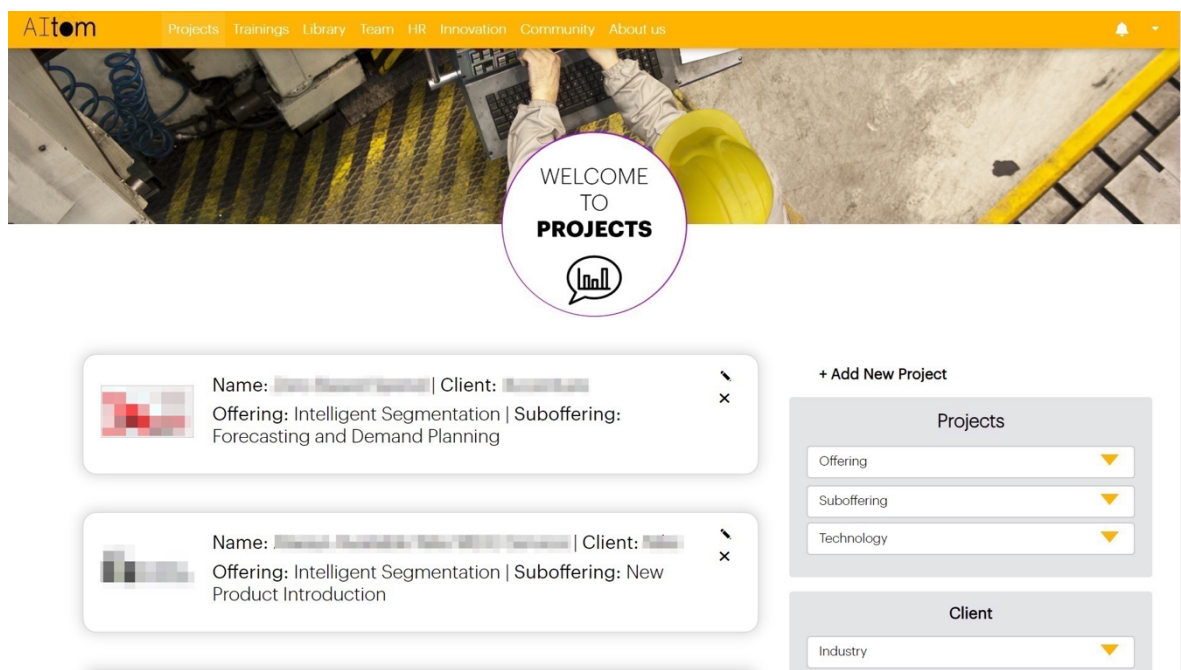 AItom
Projects Trainings Library Team HR Innovation Community About us
WELCOME
TO
PROJECTS
Name: | Client:
Offering: Intelligent Segmentation | Suboffering:
Forecasting and Demand Planning
Name: | Client:
Offering: Intelligent Segmentation | Suboffering: New
Product Introduction
+ Add New Project
Projects
Offering
Suboffering
Technology
Client
Industry